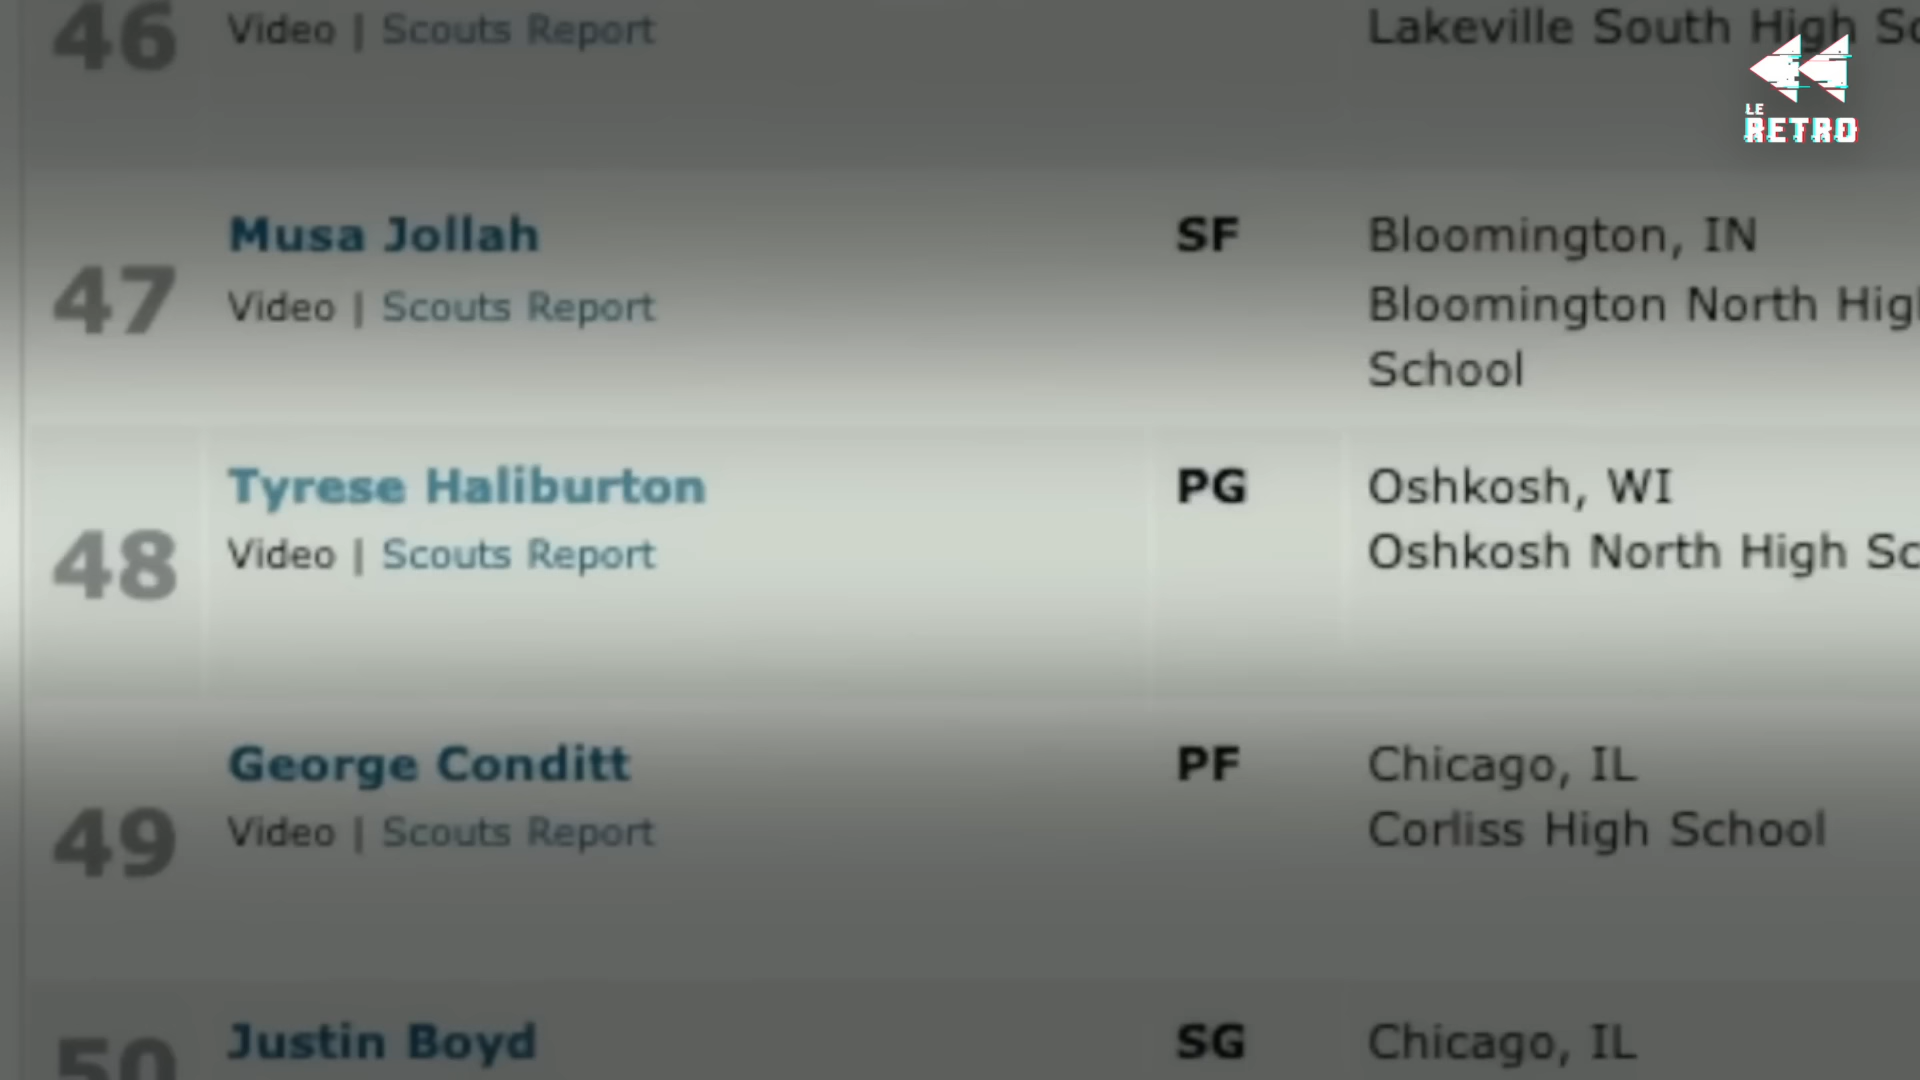 46
Video | Scouts Report
Lakeville South High
LE
RETRO
47
Musa Jollah
Video | Scouts Report
SF
Bloomington, IN
Bloomington North High
School
48
Tyrese Haliburton
Video | Scouts Report
PG
Oshkosh, WI
Oshkosh North High Sc
49
George Conditt
Video | Scouts Report
PF
Chicago, IL
Corliss High School
50
Justin Boyd
SG
Chicago, IL